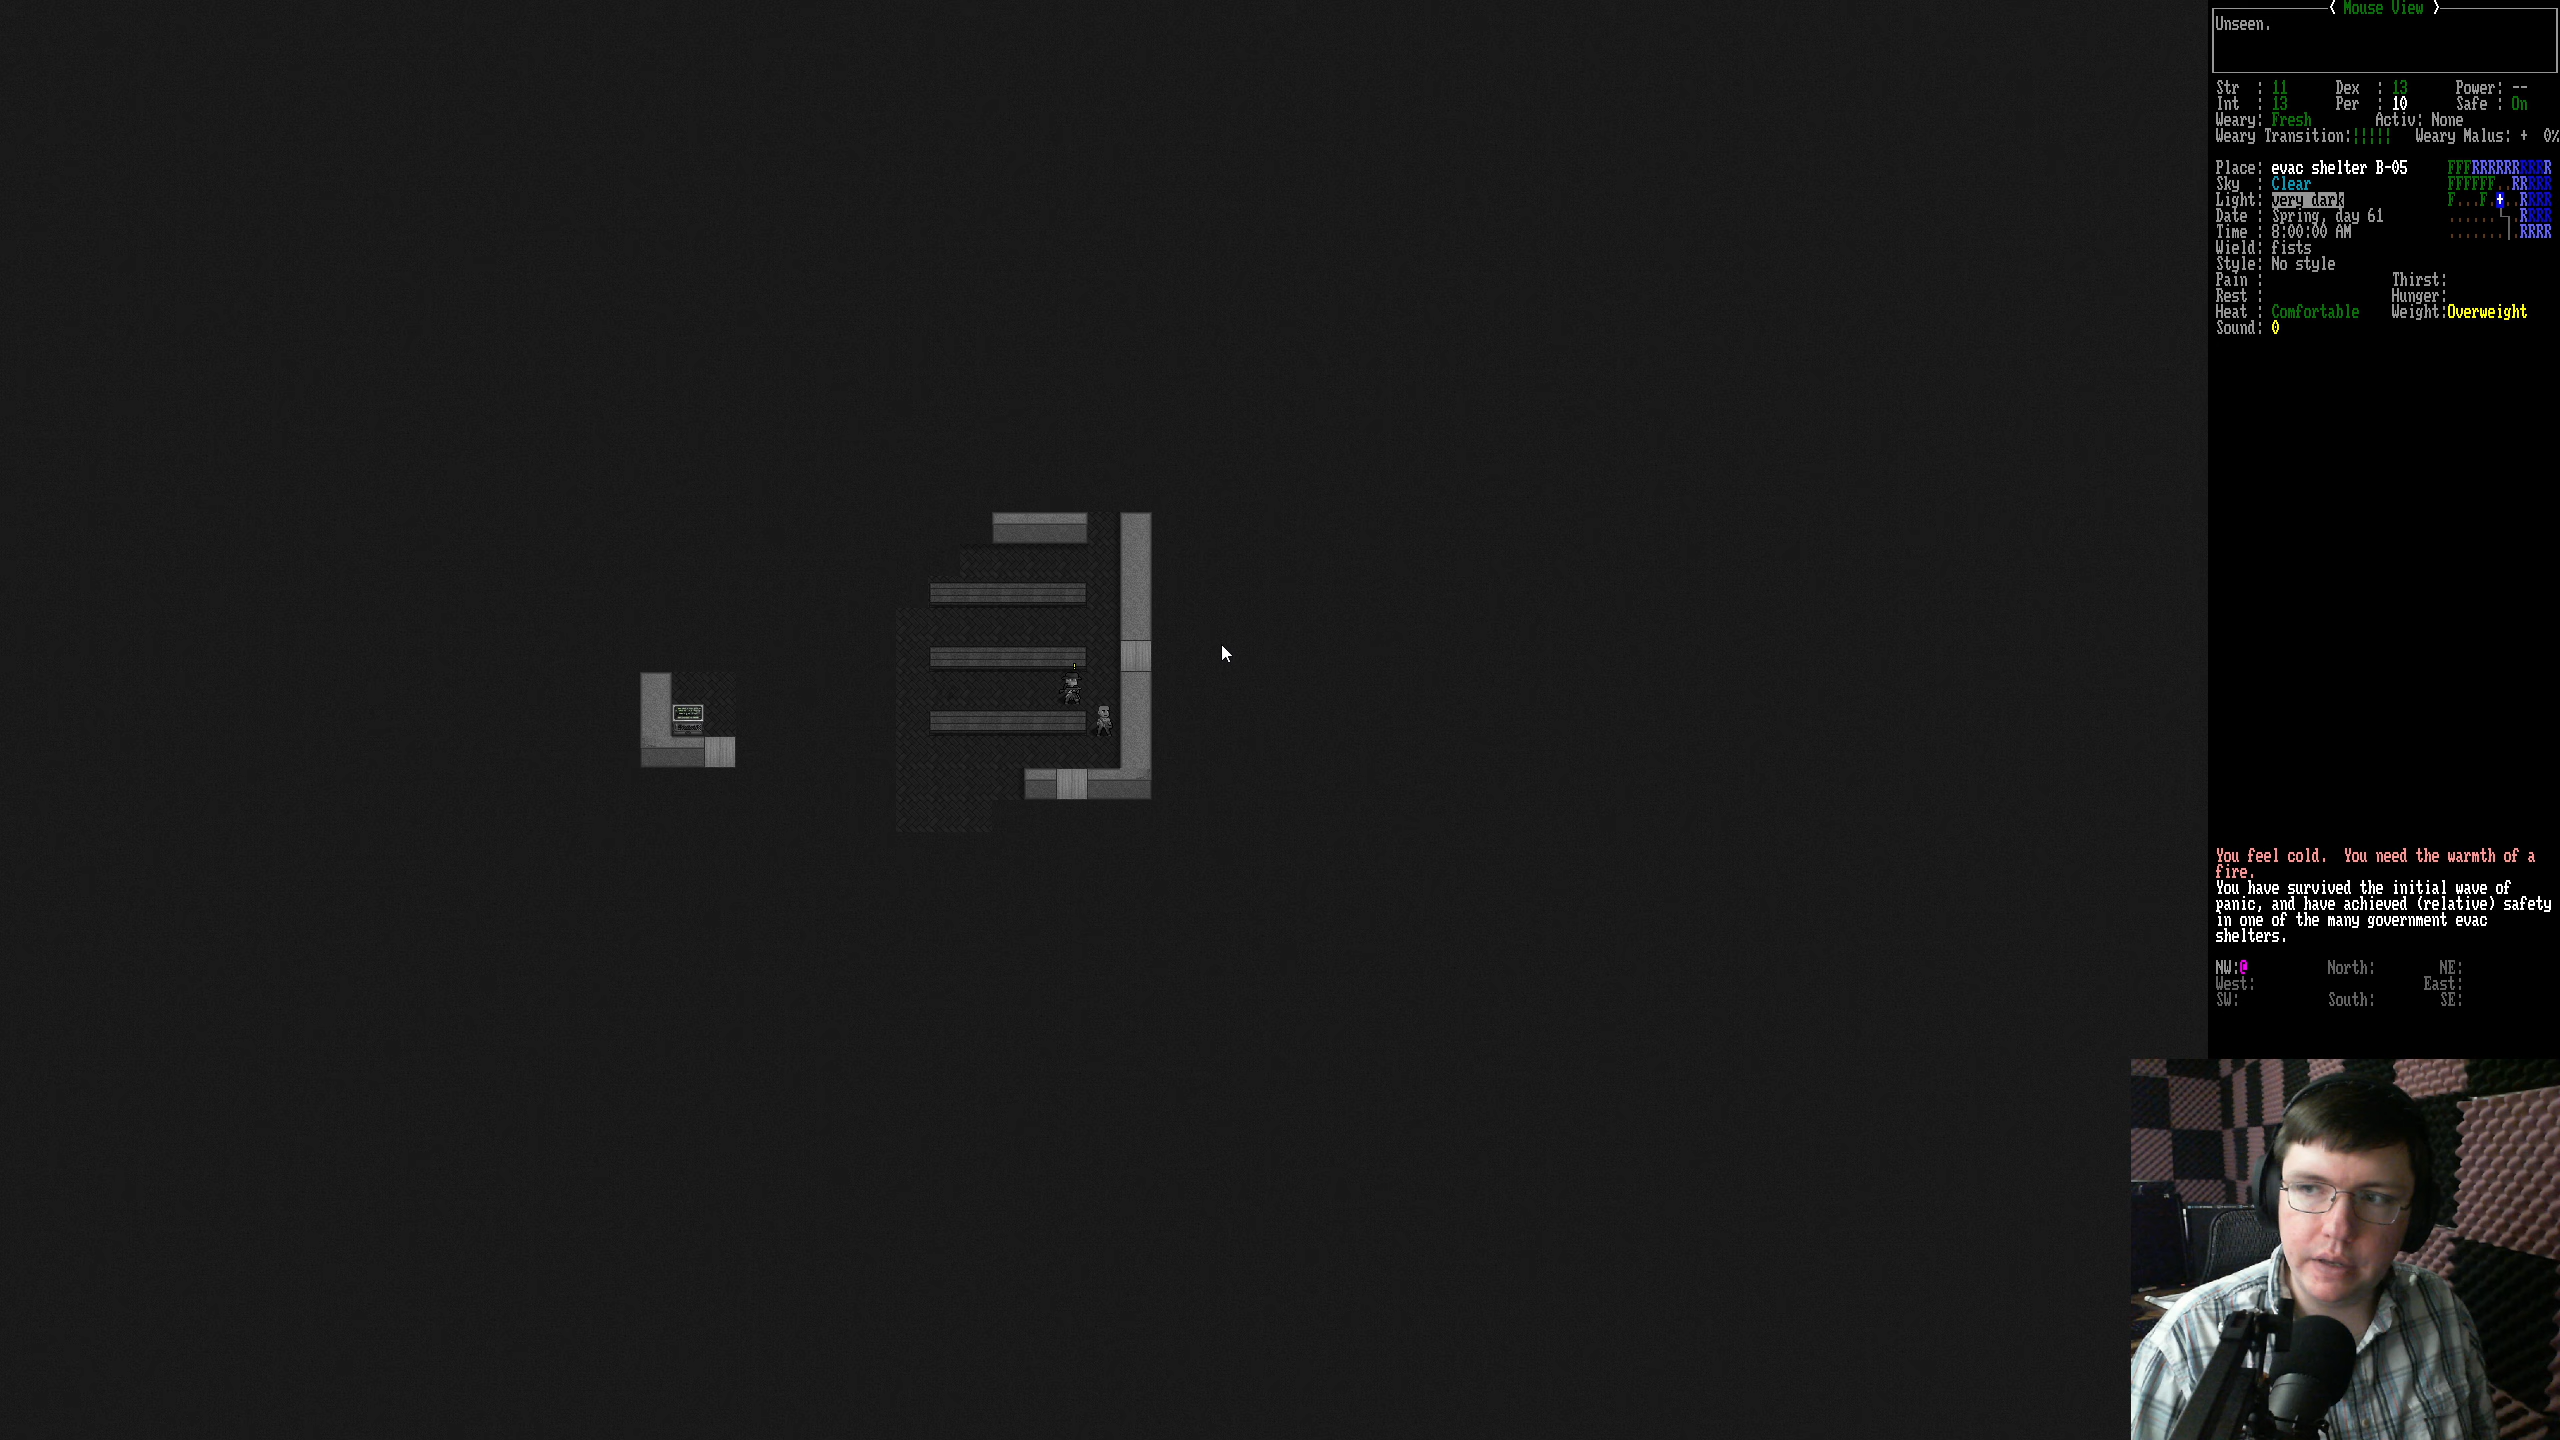 < Mouse View >
Unseen.
Str : 11 Dex : 13 Power: --
Int : 13 Per : 10 Safe : On
Weary: Fresh Activ: None
Weary Transition:||||| Weary Malus: + 0%
Place: evac shelter B-05 FFFRRRRRRRRRR
Sky : Clear FFFFFF..RRRRR
Light: very dark F...F.+..RRRR
Date : Spring, day 61
Time : 8:00:00 AM
Wield: fists
Style: No style
Pain : Thirst:
Rest : Hunger:
Heat : Comfortable Weight:Overweight
Sound: 0
You feel cold. You need the warmth of a
fire.
You have survived the initial wave of
panic, and have achieved (relative) safety
in one of the many government evac
shelters.
NW:@ North: NE:
West: East:
SW: South: SE: